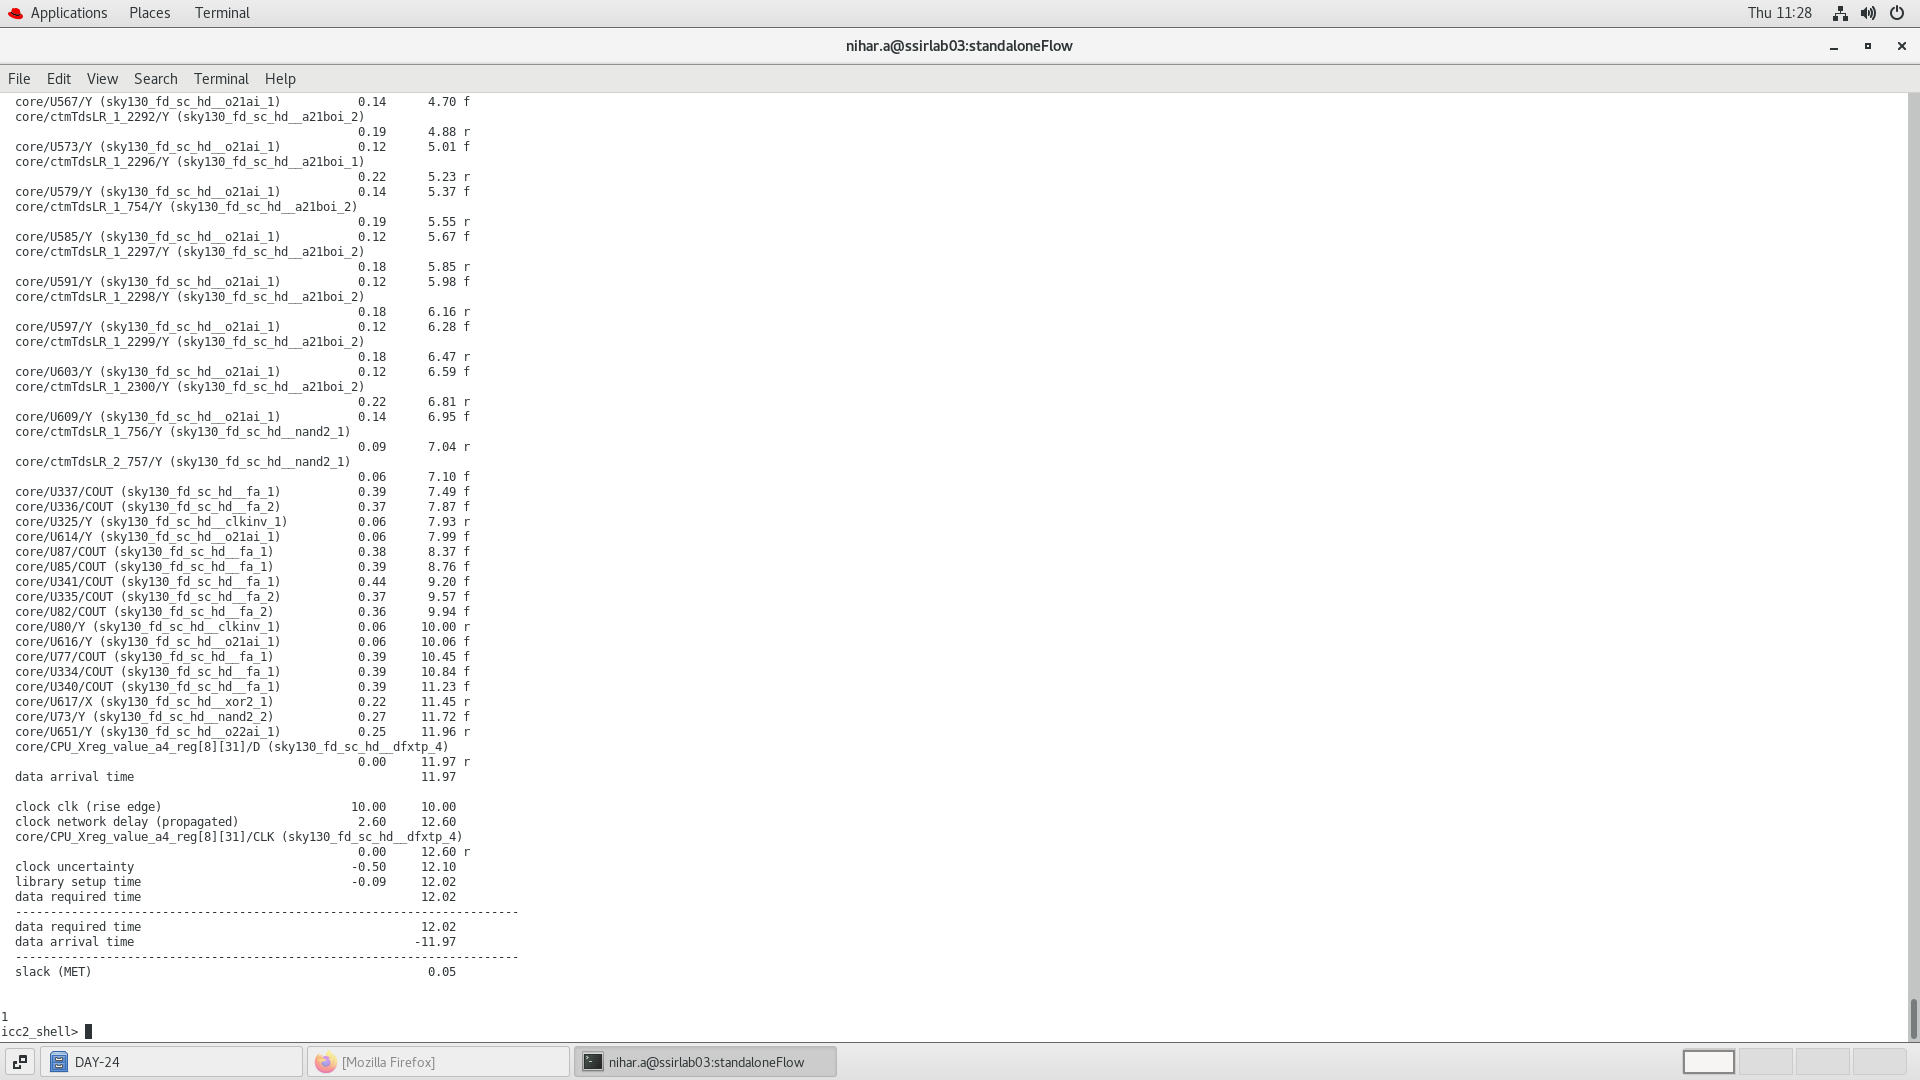 Applications Places Terminal Thu 11:28
nihar.a@ssirlab03:standaloneFlow
File Edit View Search Terminal Help
core/U567/Y (sky130_fd_sc_hd__o21ai_1) 0.14 4.70 f
core/ctmTdsLR_1_2292/Y (sky130_fd_sc_hd__a21boi_2)
0.19 4.88 r
core/U573/Y (sky130_fd_sc_hd__o21ai_1) 0.12 5.01 f
core/ctmTdsLR_1_2296/Y (sky130_fd_sc_hd__a21boi_1)
0.22 5.23 r
core/U579/Y (sky130_fd_sc_hd__o21ai_1) 0.14 5.37 f
core/ctmTdsLR_1_754/Y (sky130_fd_sc_hd__a21boi_2)
0.19 5.55 r
core/U585/Y (sky130_fd_sc_hd__o21ai_1) 0.12 5.67 f
core/ctmTdsLR_1_2297/Y (sky130_fd_sc_hd__a21boi_2)
0.18 5.85 r
core/U591/Y (sky130_fd_sc_hd__o21ai_1) 0.12 5.98 f
core/ctmTdsLR_1_2298/Y (sky130_fd_sc_hd__a21boi_2)
0.18 6.16 r
core/U597/Y (sky130_fd_sc_hd__o21ai_1) 0.12 6.28 f
core/ctmTdsLR_1_2299/Y (sky130_fd_sc_hd__a21boi_2)
0.18 6.47 r
core/U603/Y (sky130_fd_sc_hd__o21ai_1) 0.12 6.59 f
core/ctmTdsLR_1_2300/Y (sky130_fd_sc_hd__a21boi_2)
0.22 6.81 r
core/U609/Y (sky130_fd_sc_hd__o21ai_1) 0.14 6.95 f
core/ctmTdsLR_1_756/Y (sky130_fd_sc_hd__nand2_1)
0.09 7.04 r
core/ctmTdsLR_2_757/Y (sky130_fd_sc_hd__nand2_1)
0.06 7.10 f
core/U337/COUT (sky130_fd_sc_hd__fa_1) 0.39 7.49 f
core/U336/COUT (sky130_fd_sc_hd__fa_2) 0.37 7.87 f
core/U325/Y (sky130_fd_sc_hd__clkinv_1) 0.06 7.93 r
core/U614/Y (sky130_fd_sc_hd__o21ai_1) 0.06 7.99 f
core/U87/COUT (sky130_fd_sc_hd__fa_1) 0.38 8.37 f
core/U85/COUT (sky130_fd_sc_hd__fa_1) 0.39 8.76 f
core/U341/COUT (sky130_fd_sc_hd__fa_1) 0.44 9.20 f
core/U335/COUT (sky130_fd_sc_hd__fa_2) 0.37 9.57 f
core/U82/COUT (sky130_fd_sc_hd__fa_2) 0.36 9.94 f
core/U80/Y (sky130_fd_sc_hd__clkinv_1) 0.06 10.00 r
core/U616/Y (sky130_fd_sc_hd__o21ai_1) 0.06 10.06 f
core/U77/COUT (sky130_fd_sc_hd__fa_1) 0.39 10.45 f
core/U334/COUT (sky130_fd_sc_hd__fa_1) 0.39 10.84 f
core/U340/COUT (sky130_fd_sc_hd__fa_1) 0.39 11.23 f
core/U617/X (sky130_fd_sc_hd__xor2_1) 0.22 11.45 r
core/U73/Y (sky130_fd_sc_hd__nand2_2) 0.27 11.72 f
core/U651/Y (sky130_fd_sc_hd__o22ai_1) 0.25 11.96 r
core/CPU_Xreg_value_a4_reg[8][31]/D (sky130_fd_sc_hd__dfxtp_4)
0.00 11.97 r
data arrival time 11.97
clock clk (rise edge) 10.00 10.00
clock network delay (propagated) 2.60 12.60
core/CPU_Xreg_value_a4_reg[8][31]/CLK (sky130_fd_sc_hd__dfxtp_4)
0.00 12.60 r
clock uncertainty -0.50 12.10
library setup time -0.09 12.02
data required time 12.02
------------------------------------------------------------------------
data required time 12.02
data arrival time -11.97
------------------------------------------------------------------------
slack (MET) 0.05
1
icc2_shell>
DAY-24 [Mozilla Firefox] nihar.a@ssirlab03:standaloneFlow